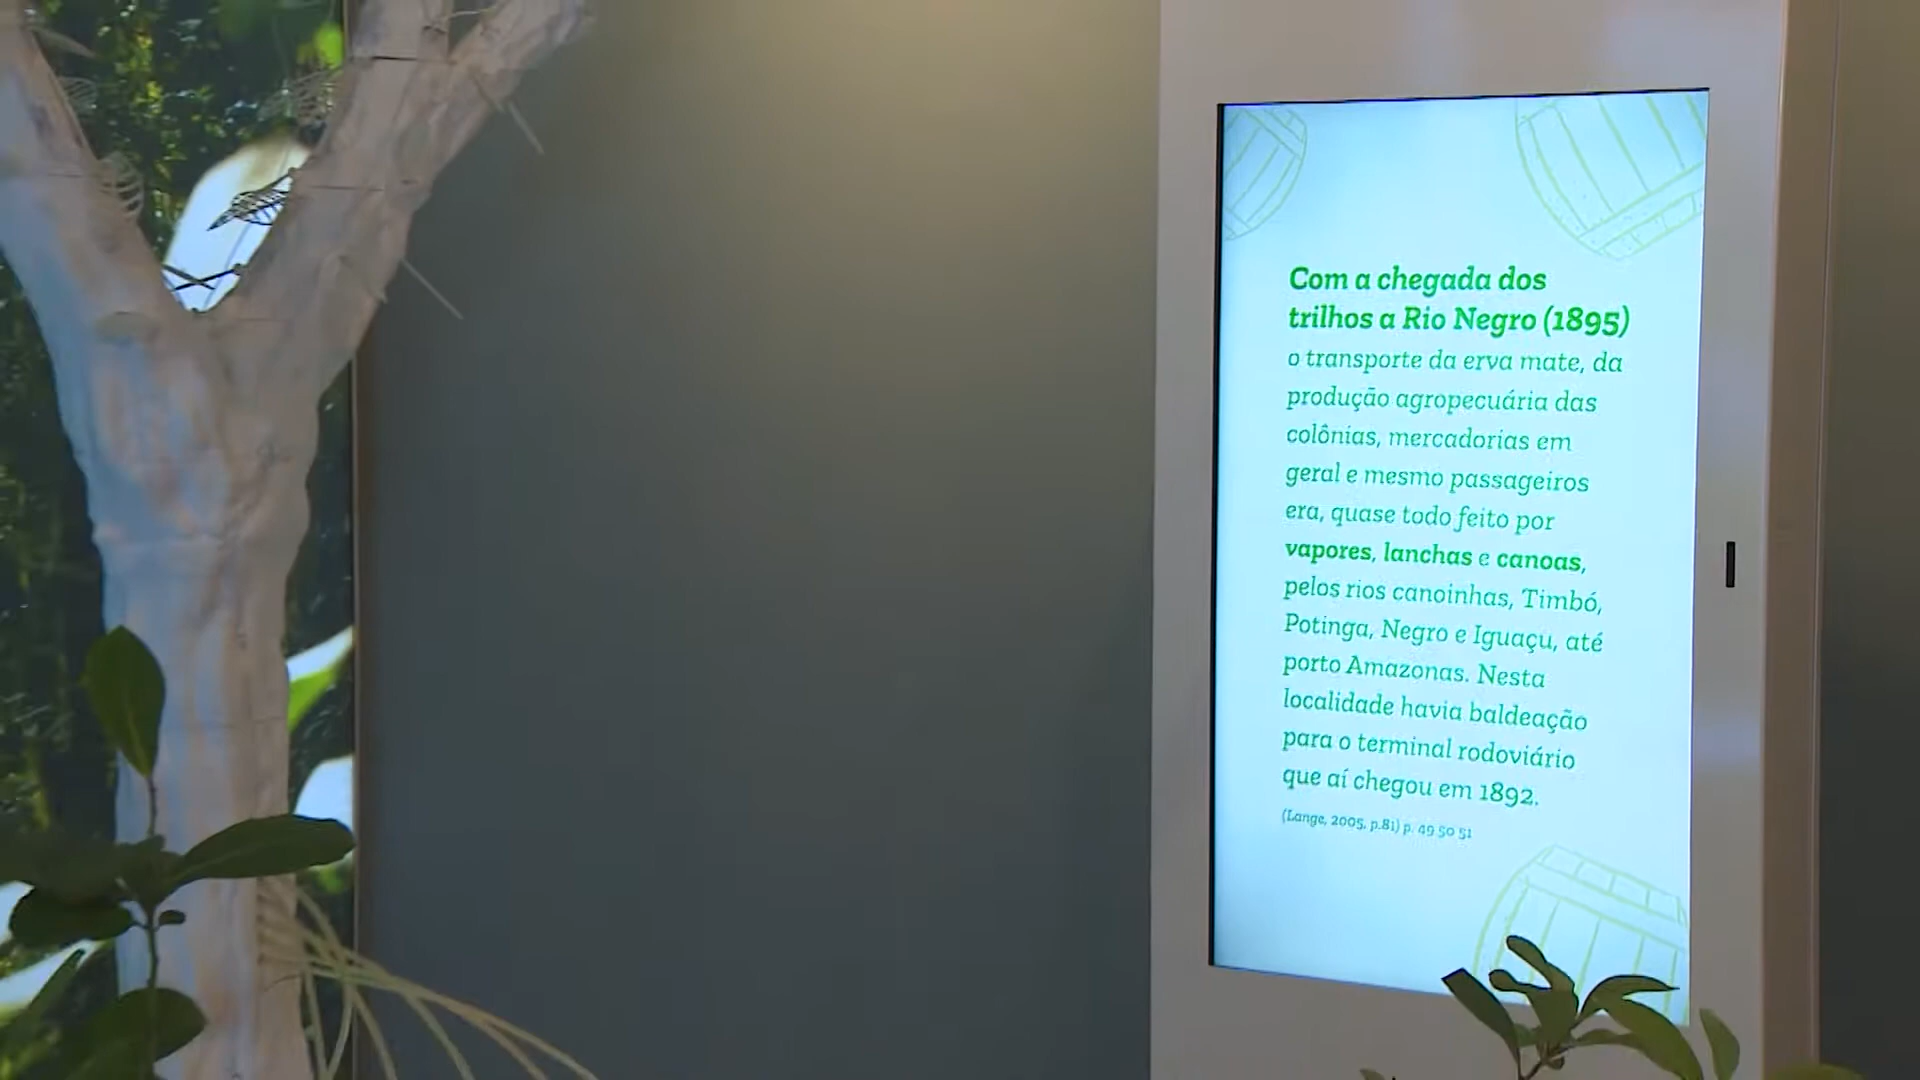 Com a chegada dos
trilhos a Rio Negro (1895)
o transporte da erva mate, da
produção agropecuária das
colônias, mercadorias em
geral e mesmo passageiros
era, quase todo feito por
vapores, lanchas e canoas,
pelos rios canoinhas, Timbó,
Potinga, Negro e Iguaçu, até
porto Amazonas. Nesta
localidade havia baldeação
para o terminal rodoviário
que aí chegou em 1892.
(Lange, 2005, p.81) p. 49 50 51